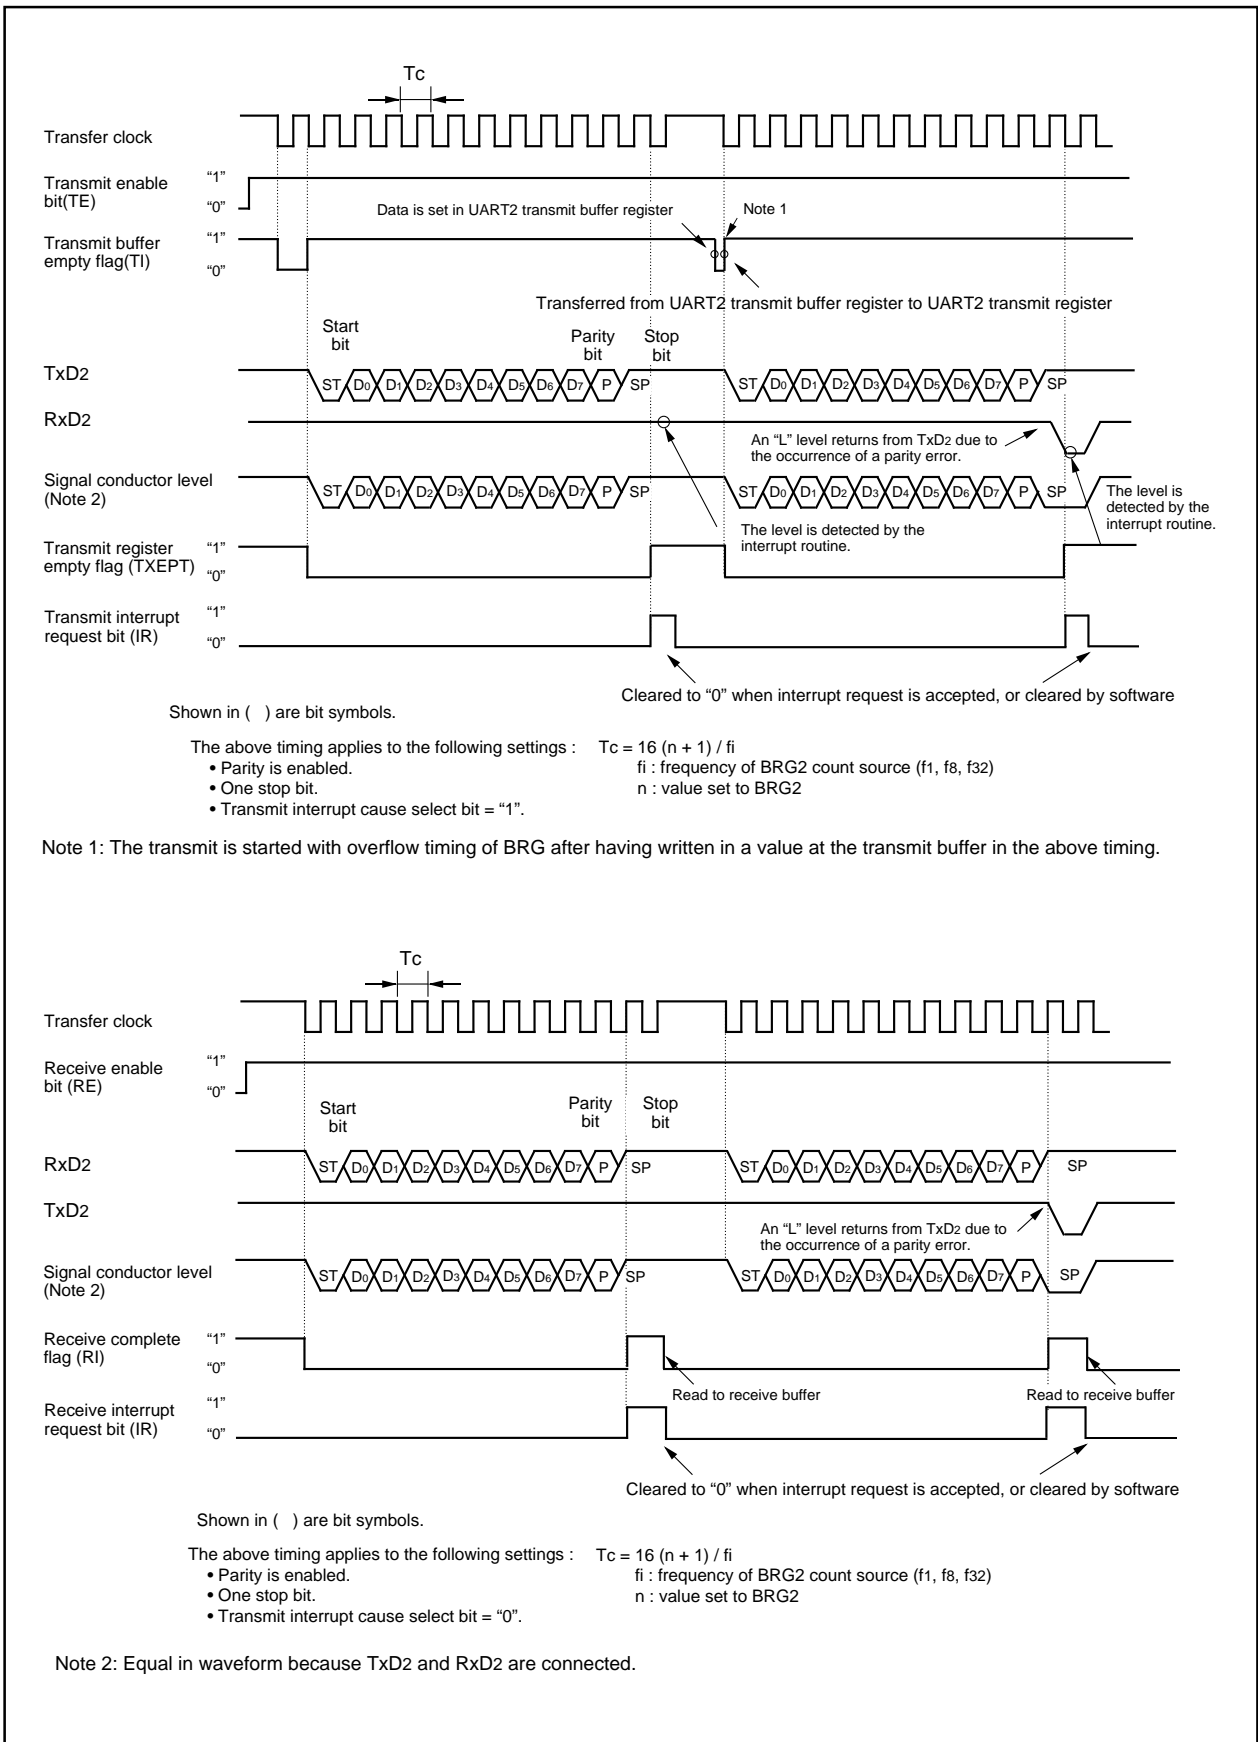 Tc
Transfer clock
Transmit enable
bit(TE)
“1”
“0”
Data is set in UART2 transmit buffer register
Note 1
Transmit buffer
empty flag(TI)
“1”
“0”
Transferred from UART2 transmit buffer register to UART2 transmit register
Start
bit
Parity
bit
Stop
bit
TxD2
ST D0 D1 D2 D3 D4 D5 D6 D7 P SP
ST D0 D1 D2 D3 D4 D5 D6 D7 P SP
RxD2
An “L” level returns from TxD2 due to
the occurrence of a parity error.
Signal conductor level
(Note 2)
ST D0 D1 D2 D3 D4 D5 D6 D7 P SP
ST D0 D1 D2 D3 D4 D5 D6 D7 P SP
The level is
detected by the
interrupt routine.
The level is detected by the
interrupt routine.
Transmit register
empty flag (TXEPT)
“1”
“0”
Transmit interrupt
request bit (IR)
“1”
“0”
Cleared to “0” when interrupt request is accepted, or cleared by software
Shown in ( ) are bit symbols.
The above timing applies to the following settings :
• Parity is enabled.
• One stop bit.
• Transmit interrupt cause select bit = “1”.
Tc = 16 (n + 1) / fi
fi : frequency of BRG2 count source (f1, f8, f32)
n : value set to BRG2
Note 1: The transmit is started with overflow timing of BRG after having written in a value at the transmit buffer in the above timing.
Tc
Transfer clock
Receive enable
bit (RE)
“1”
“0”
Start
bit
Parity
bit
Stop
bit
RxD2
ST D0 D1 D2 D3 D4 D5 D6 D7 P SP
ST D0 D1 D2 D3 D4 D5 D6 D7 P SP
TxD2
An “L” level returns from TxD2 due to
the occurrence of a parity error.
Signal conductor level
(Note 2)
ST D0 D1 D2 D3 D4 D5 D6 D7 P SP
ST D0 D1 D2 D3 D4 D5 D6 D7 P SP
Receive complete
flag (RI)
“1”
“0”
Read to receive buffer
Read to receive buffer
Receive interrupt
request bit (IR)
“1”
“0”
Cleared to “0” when interrupt request is accepted, or cleared by software
Shown in ( ) are bit symbols.
The above timing applies to the following settings :
• Parity is enabled.
• One stop bit.
• Transmit interrupt cause select bit = “0”.
Tc = 16 (n + 1) / fi
fi : frequency of BRG2 count source (f1, f8, f32)
n : value set to BRG2
Note 2: Equal in waveform because TxD2 and RxD2 are connected.